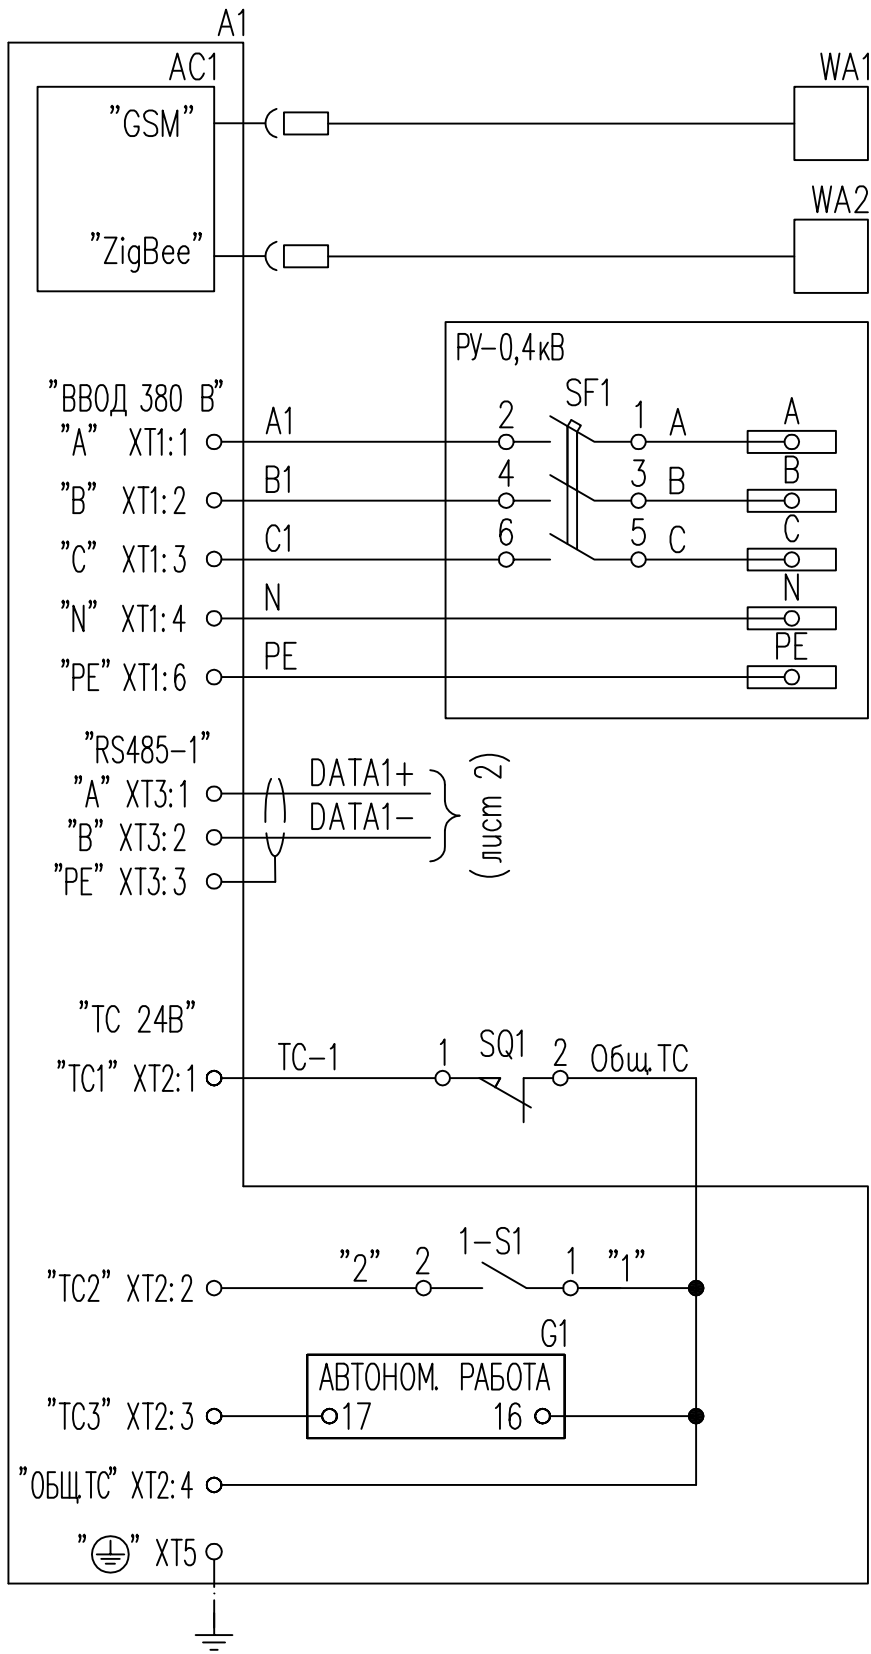 A1
AC1
WA1
"GSM"
WA2
"ZigBee"
РУ-0,4кВ
"ВВОД 380 В"
SF1
"A" XT1:1 A1 2 1 A A
"B" XT1:2 B1 4 3 B B
"C" XT1:3 C1 6 5 C C
"N" XT1:4 N N
"PE" XT1:6 PE PE
"RS485-1"
"A" XT3:1 DATA1+
"B" XT3:2 DATA1-
(лист 2)
"PE" XT3:3
"ТС 24В"
"ТС1" XT2:1 ТС-1 1 SQ1 2 Общ.ТС
1-S1
"ТС2" XT2:2 "2" 2 1 "1"
G1
АВТОНОМ. РАБОТА
"ТС3" XT2:3 17 16
"ОБЩ.ТС" XT2:4
"⏚" XT5